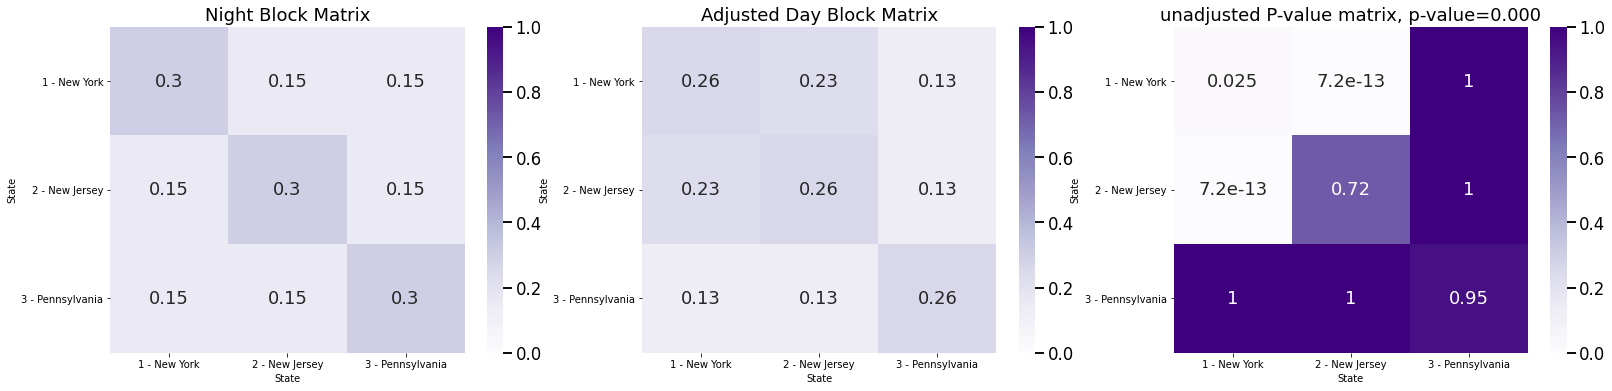 Night Block Matrix
State
1 - New York
2 - New Jersey
3 - Pennsylvania
0.3 0.15 0.15
0.15 0.3 0.15
0.15 0.15 0.3
1 - New York 2 - New Jersey 3 - Pennsylvania
State
1.0
0.8
0.6
0.4
0.2
0.0
Adjusted Day Block Matrix
State
1 - New York
2 - New Jersey
3 - Pennsylvania
0.26 0.23 0.13
0.23 0.26 0.13
0.13 0.13 0.26
1 - New York 2 - New Jersey 3 - Pennsylvania
State
1.0
0.8
0.6
0.4
0.2
0.0
unadjusted P-value matrix, p-value=0.000
State
1 - New York
2 - New Jersey
3 - Pennsylvania
0.025 7.2e-13 1
7.2e-13 0.72 1
1 1 0.95
1 - New York 2 - New Jersey 3 - Pennsylvania
State
1.0
0.8
0.6
0.4
0.2
0.0